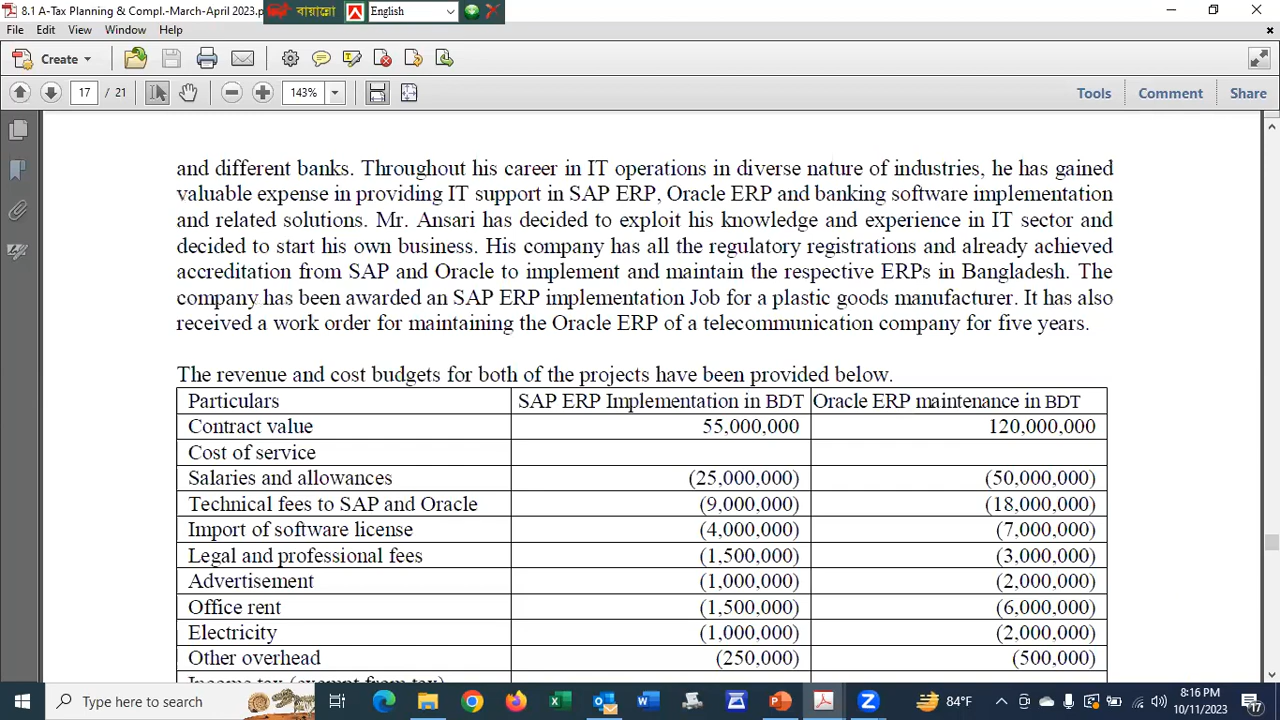 8.1 A-Tax Planning & Compl.-March-April 2023.p
বায়ান্নো
English
File Edit View Window Help
Create
17 / 21 143% Tools Comment Share
and different banks. Throughout his career in IT operations in diverse nature of industries, he has gained
valuable expense in providing IT support in SAP ERP, Oracle ERP and banking software implementation
and related solutions. Mr. Ansari has decided to exploit his knowledge and experience in IT sector and
decided to start his own business. His company has all the regulatory registrations and already achieved
accreditation from SAP and Oracle to implement and maintain the respective ERPs in Bangladesh. The
company has been awarded an SAP ERP implementation Job for a plastic goods manufacturer. It has also
received a work order for maintaining the Oracle ERP of a telecommunication company for five years.
The revenue and cost budgets for both of the projects have been provided below.
Particulars SAP ERP Implementation in BDT Oracle ERP maintenance in BDT
Contract value 55,000,000 120,000,000
Cost of service
Salaries and allowances (25,000,000) (50,000,000)
Technical fees to SAP and Oracle (9,000,000) (18,000,000)
Import of software license (4,000,000) (7,000,000)
Legal and professional fees (1,500,000) (3,000,000)
Advertisement (1,000,000) (2,000,000)
Office rent (1,500,000) (6,000,000)
Electricity (1,000,000) (2,000,000)
Other overhead (250,000) (500,000)
Income tax (exempt from tax)
Type here to search
84°F
8:16 PM
10/11/2023
17